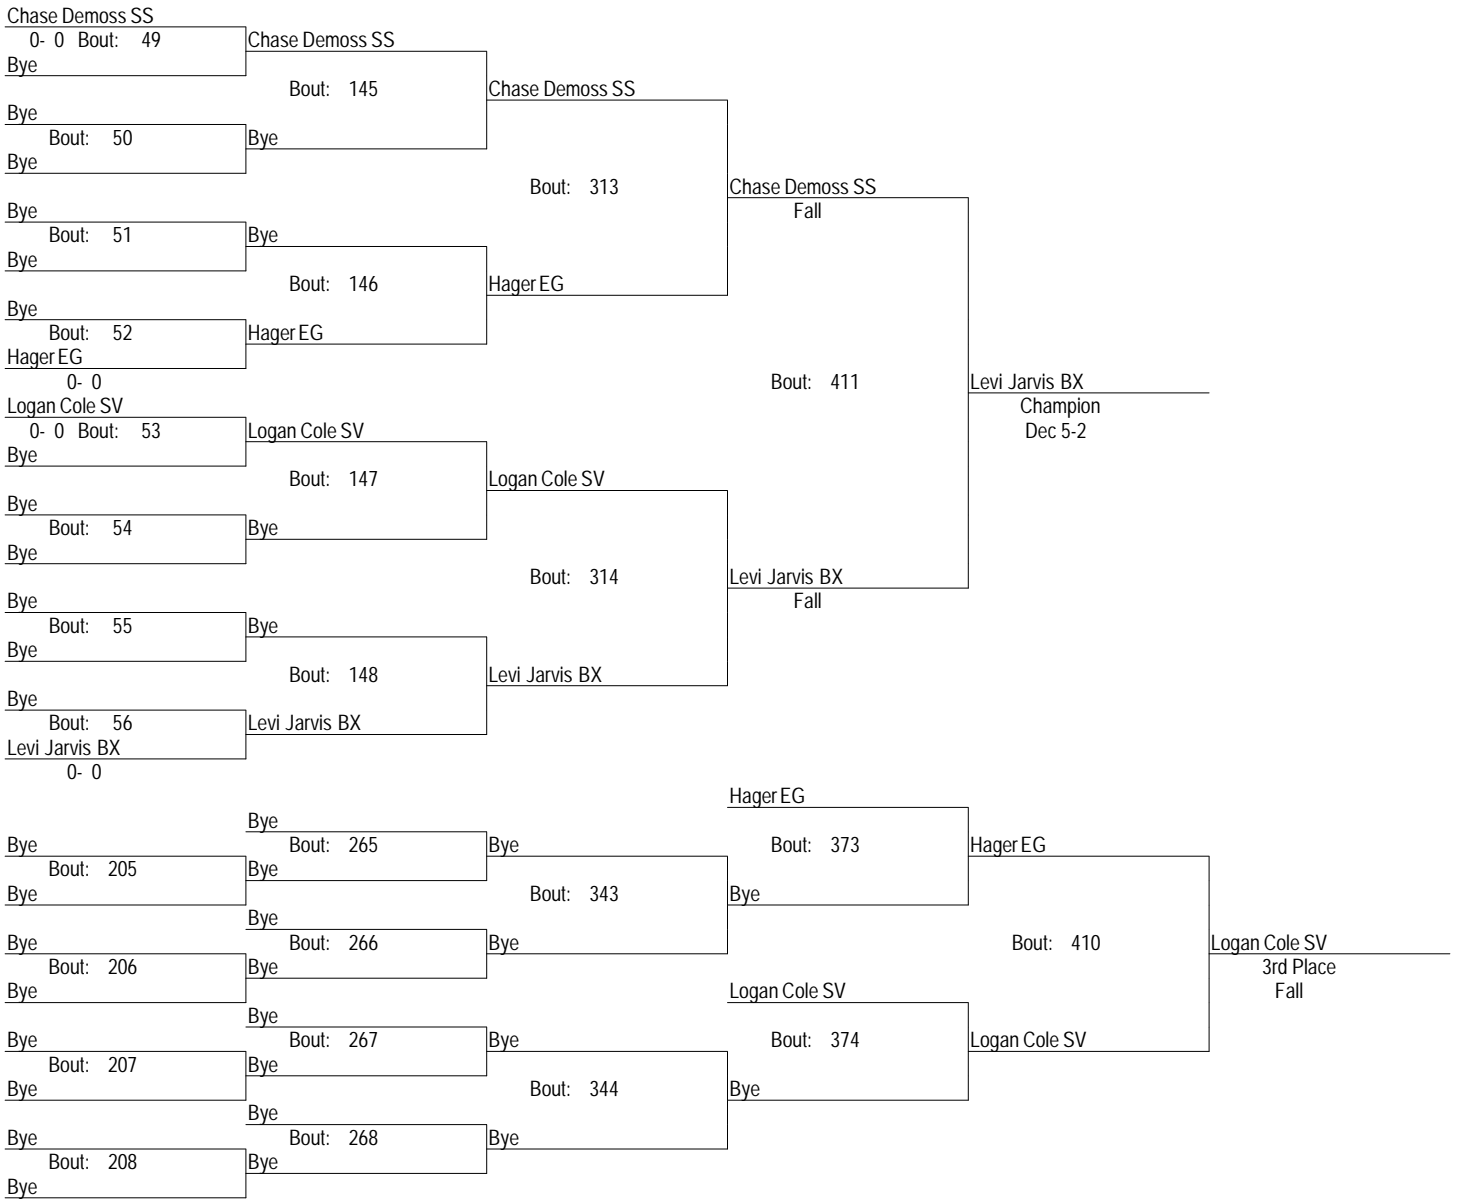 Chase Demoss SS
0- 0 Bout: 49
Chase Demoss SS
Bye
Bout: 145
Chase Demoss SS
Bye
Bout: 50
Bye
Bye
Bout: 313
Chase Demoss SS
Fall
Bye
Bout: 51
Bye
Bye
Bout: 146
Hager EG
Bye
Bout: 52
Hager EG
Hager EG
0- 0
Bout: 411
Levi Jarvis BX
Champion
Dec 5-2
Logan Cole SV
0- 0 Bout: 53
Logan Cole SV
Bye
Bout: 147
Logan Cole SV
Bye
Bout: 54
Bye
Bye
Bout: 314
Levi Jarvis BX
Fall
Bye
Bout: 55
Bye
Bye
Bout: 148
Levi Jarvis BX
Bye
Bout: 56
Levi Jarvis BX
Levi Jarvis BX
0- 0
Hager EG
Bye
Bye
Bout: 265
Bye
Bout: 373
Hager EG
Bout: 205
Bye
Bye
Bout: 343
Bye
Bye
Bye
Bout: 266
Bye
Bout: 410
Logan Cole SV
Bout: 206
Bye
3rd Place
Bye
Logan Cole SV
Fall
Bye
Bye
Bout: 267
Bye
Bout: 374
Logan Cole SV
Bout: 207
Bye
Bye
Bout: 344
Bye
Bye
Bye
Bout: 268
Bye
Bout: 208
Bye
Bye